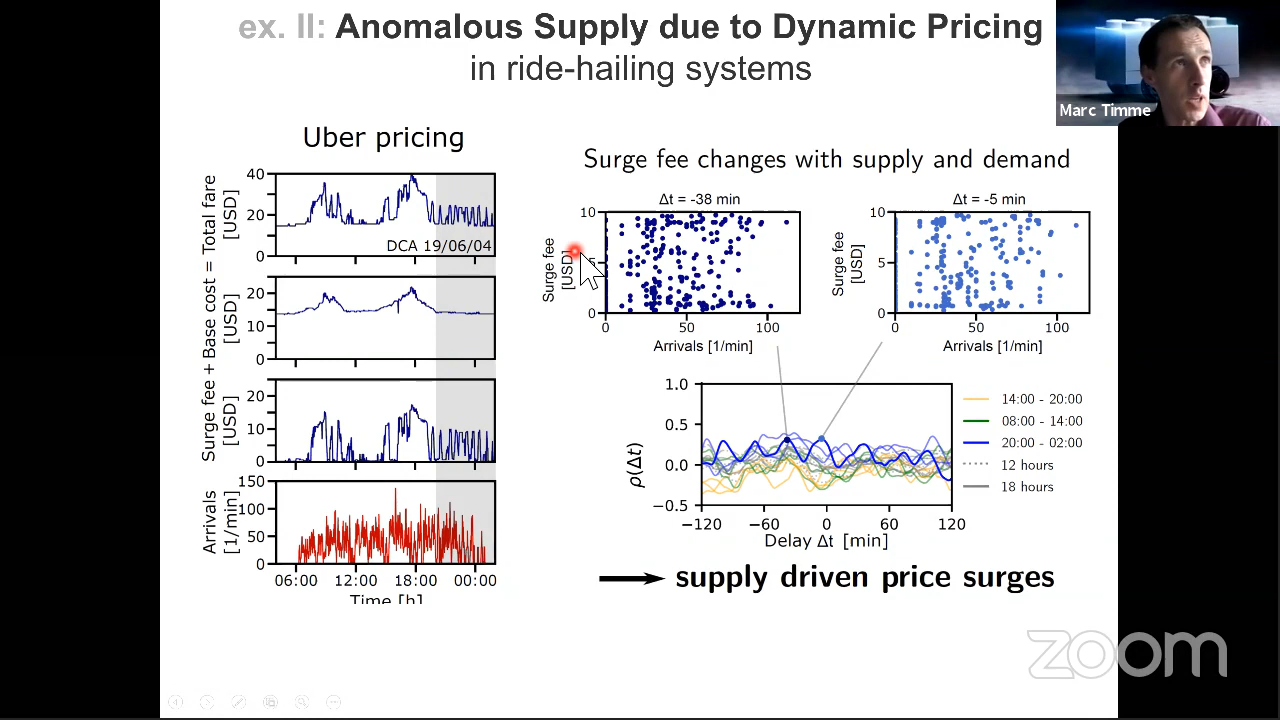 ex. II: Anomalous Supply due to Dynamic Pricing
in ride-hailing systems
Marc Timme
Uber pricing
Surge fee + Base cost = Total fare
40
20
0
[USD]
DCA 19/06/04
20
10
0
[USD]
20
10
0
[USD]
150
100
50
0
Arrivals
[1/min]
06:00 12:00 18:00 00:00
Time [h]
Surge fee changes with supply and demand
Δt = -38 min
10
5
0
Surge fee
[USD]
0 50 100
Arrivals [1/min]
Δt = -5 min
10
5
0
Surge fee
[USD]
0 50 100
Arrivals [1/min]
1.0
0.5
0.0
−0.5
ρ(Δt)
−120 −60 0 60 120
Delay Δt [min]
14:00 - 20:00
08:00 - 14:00
20:00 - 02:00
12 hours
18 hours
supply driven price surges
zoom